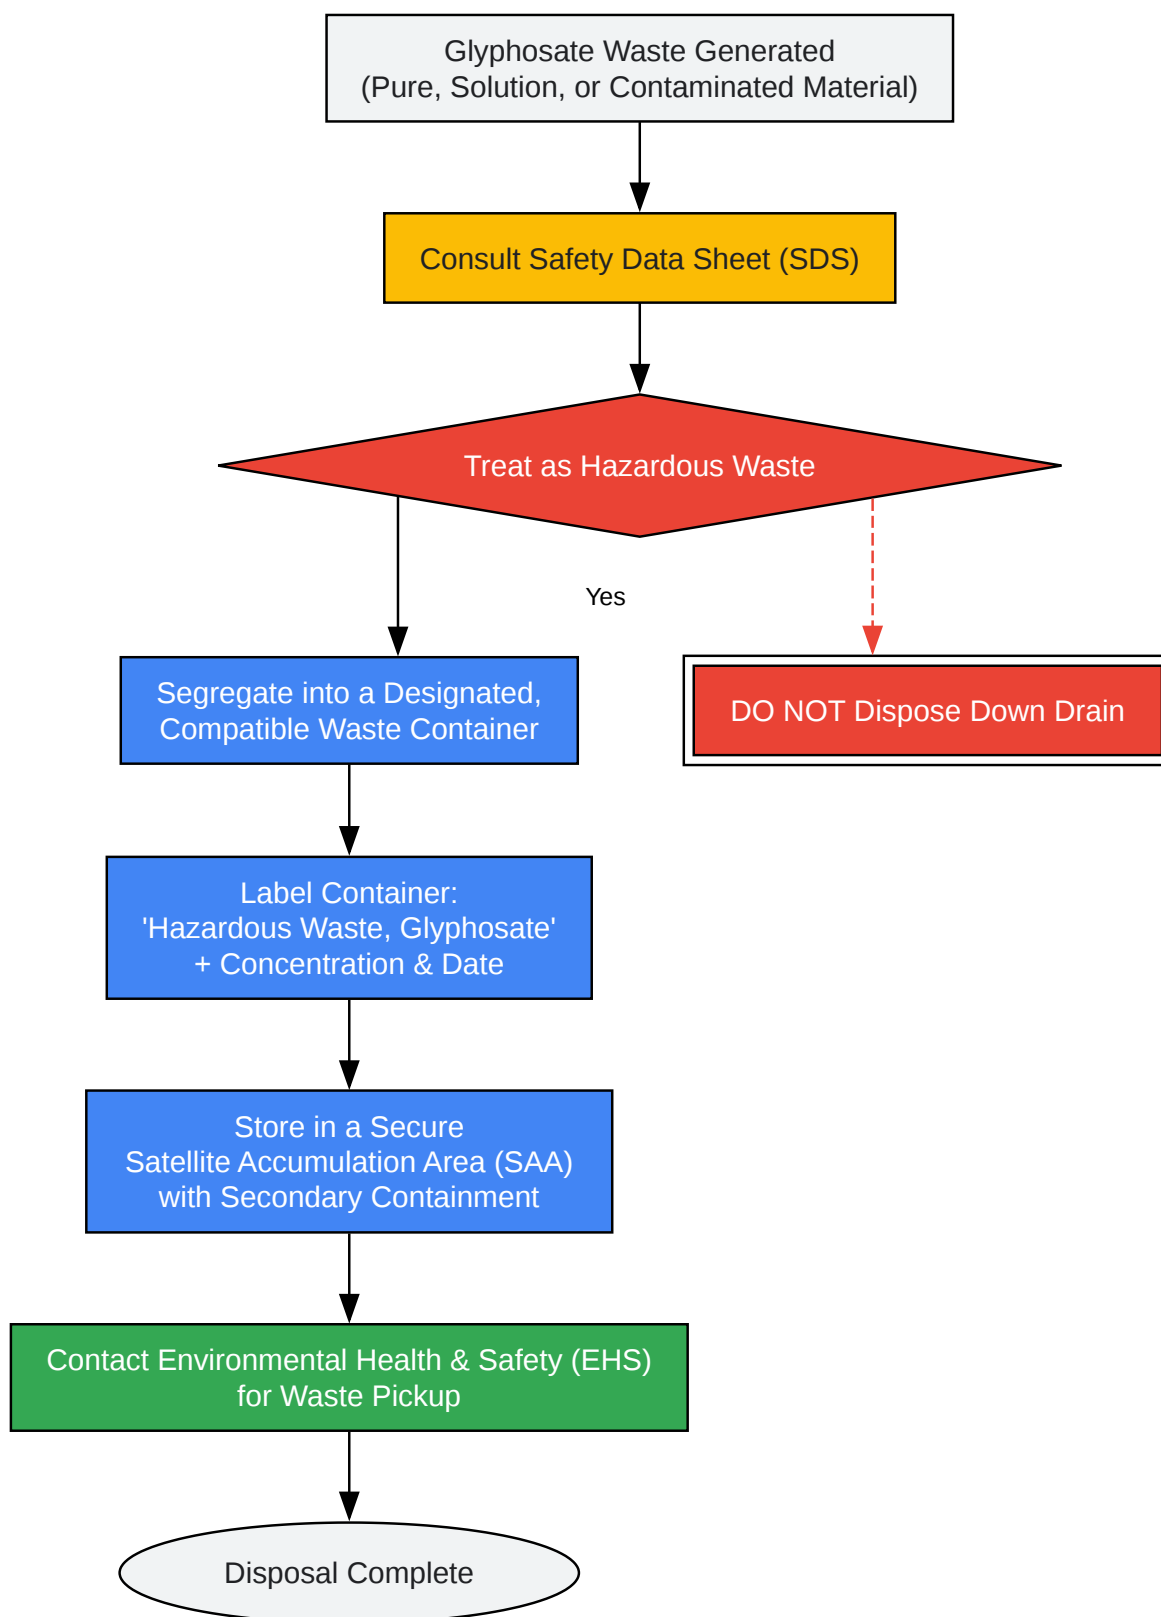 Glyphosate Waste Generated
(Pure, Solution, or Contaminated Material)
Consult Safety Data Sheet (SDS)
Treat as Hazardous Waste
Yes
Segregate into a Designated,
Compatible Waste Container
DO NOT Dispose Down Drain
Label Container:
'Hazardous Waste, Glyphosate'
+ Concentration & Date
Store in a Secure
Satellite Accumulation Area (SAA)
with Secondary Containment
Contact Environmental Health & Safety (EHS)
for Waste Pickup
Disposal Complete